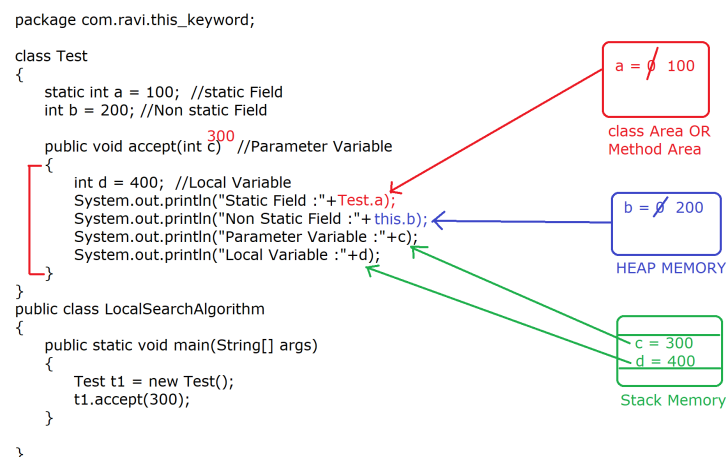 package com.ravi.this_keyword;
class Test
{
static int a = 100;  //static Field
int b = 200; //Non static Field
300
public void accept(int c)  //Parameter Variable
{
int d = 400;  //Local Variable
System.out.println("Static Field :"+Test.a);
System.out.println("Non Static Field :"+this.b);
System.out.println("Parameter Variable :"+c);
System.out.println("Local Variable :"+d);
}
}
public class LocalSearchAlgorithm
{
public static void main(String[] args)
{
Test t1 = new Test();
t1.accept(300);
}
}
a = 0 100
class Area OR
Method Area
b = 0 200
HEAP MEMORY
c = 300
d = 400
Stack Memory